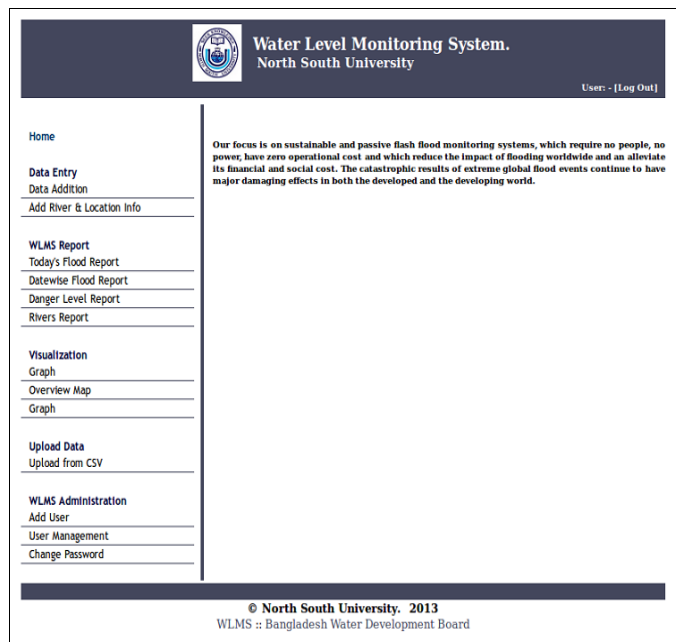 Water Level Monitoring System.
North South University
User: - [Log Out]
Home
Data Entry
Data Addition
Add River & Location Info
WLMS Report
Today's Flood Report
Datewise Flood Report
Danger Level Report
Rivers Report
Visualization
Graph
Overview Map
Graph
Upload Data
Upload from CSV
WLMS Administration
Add User
User Management
Change Password
Our focus is on sustainable and passive flash flood monitoring systems, which require no people, no
power, have zero operational cost and which reduce the impact of flooding worldwide and an alleviate
its financial and social cost. The catastrophic results of extreme global flood events continue to have
major damaging effects in both the developed and the developing world.
© North South University. 2013
WLMS :: Bangladesh Water Development Board